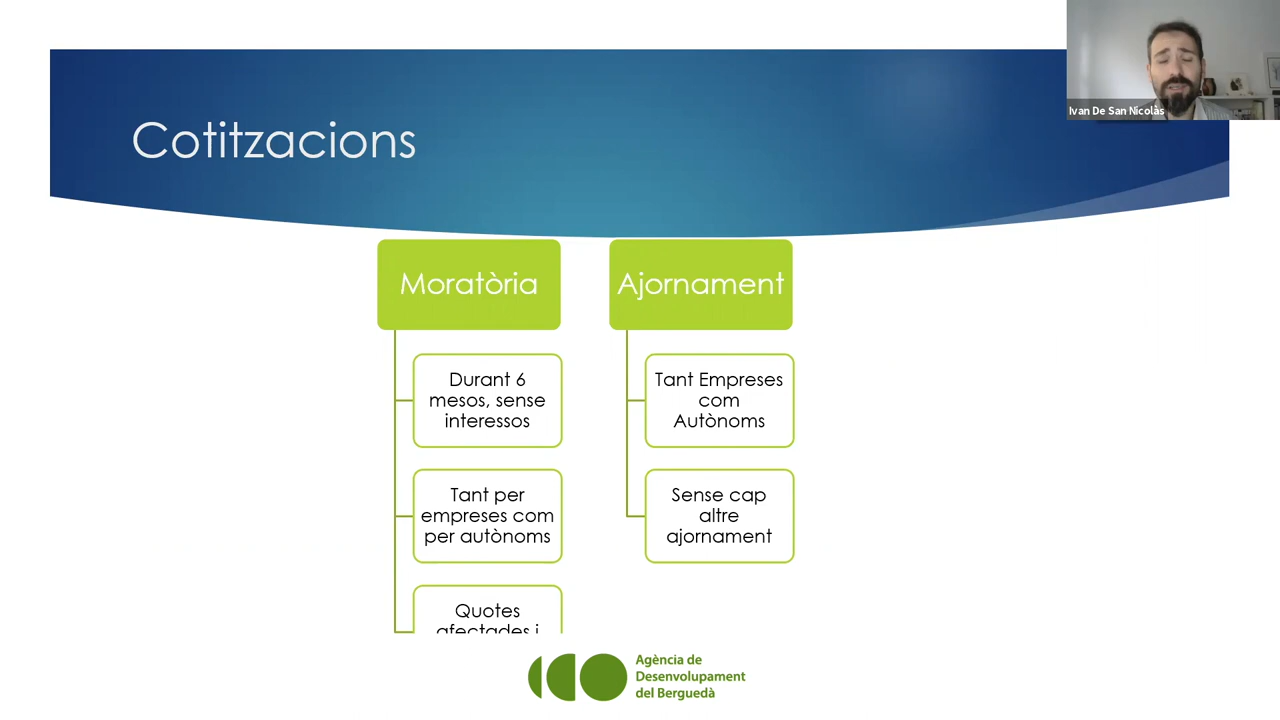 Ivan De San Nicolàs
Cotitzacions
Moratòria
Durant 6
mesos, sense
interessos
Tant per
empreses com
per autònoms
Quotes
afectades i
Ajornament
Tant Empreses
com
Autònoms
Sense cap
altre
ajornament
Agència de
Desenvolupament
del Berguedà